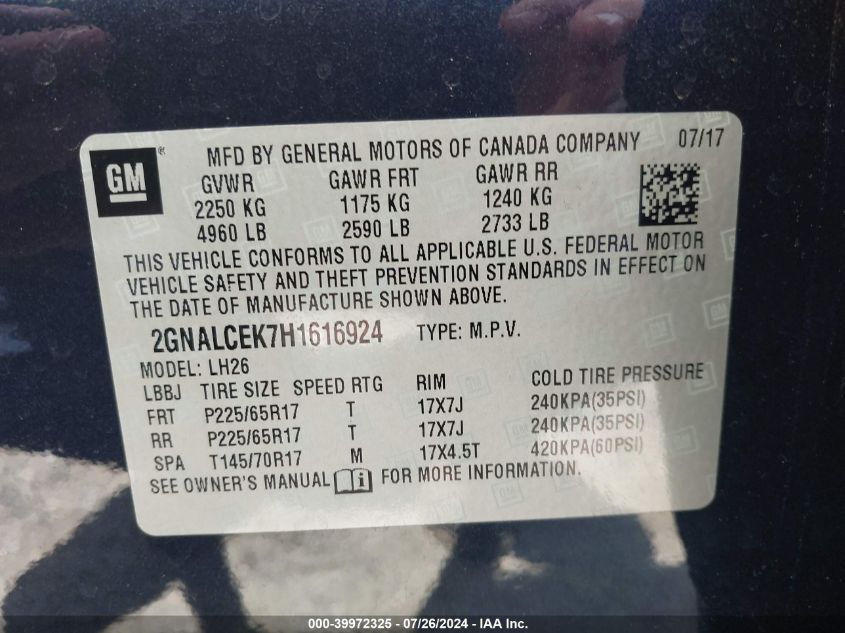 MFD BY GENERAL MOTORS OF CANADA COMPANY 07/17
GM®
GVWR GAWR FRT GAWR RR
2250 KG 1175 KG 1240 KG
4960 LB 2590 LB 2733 LB
THIS VEHICLE CONFORMS TO ALL APPLICABLE U.S. FEDERAL MOTOR
VEHICLE SAFETY AND THEFT PREVENTION STANDARDS IN EFFECT ON
THE DATE OF MANUFACTURE SHOWN ABOVE.
2GNALCEK7H1616924 TYPE: M.P.V.
MODEL: LH26
LBBJ TIRE SIZE SPEED RTG RIM COLD TIRE PRESSURE
FRT P225/65R17 T 17X7J 240KPA(35PSI)
RR P225/65R17 T 17X7J 240KPA(35PSI)
SPA T145/70R17 M 17X4.5T 420KPA(60PSI)
SEE OWNER'S MANUAL i FOR MORE INFORMATION.
000-39972325 - 07/26/2024 - IAA Inc.